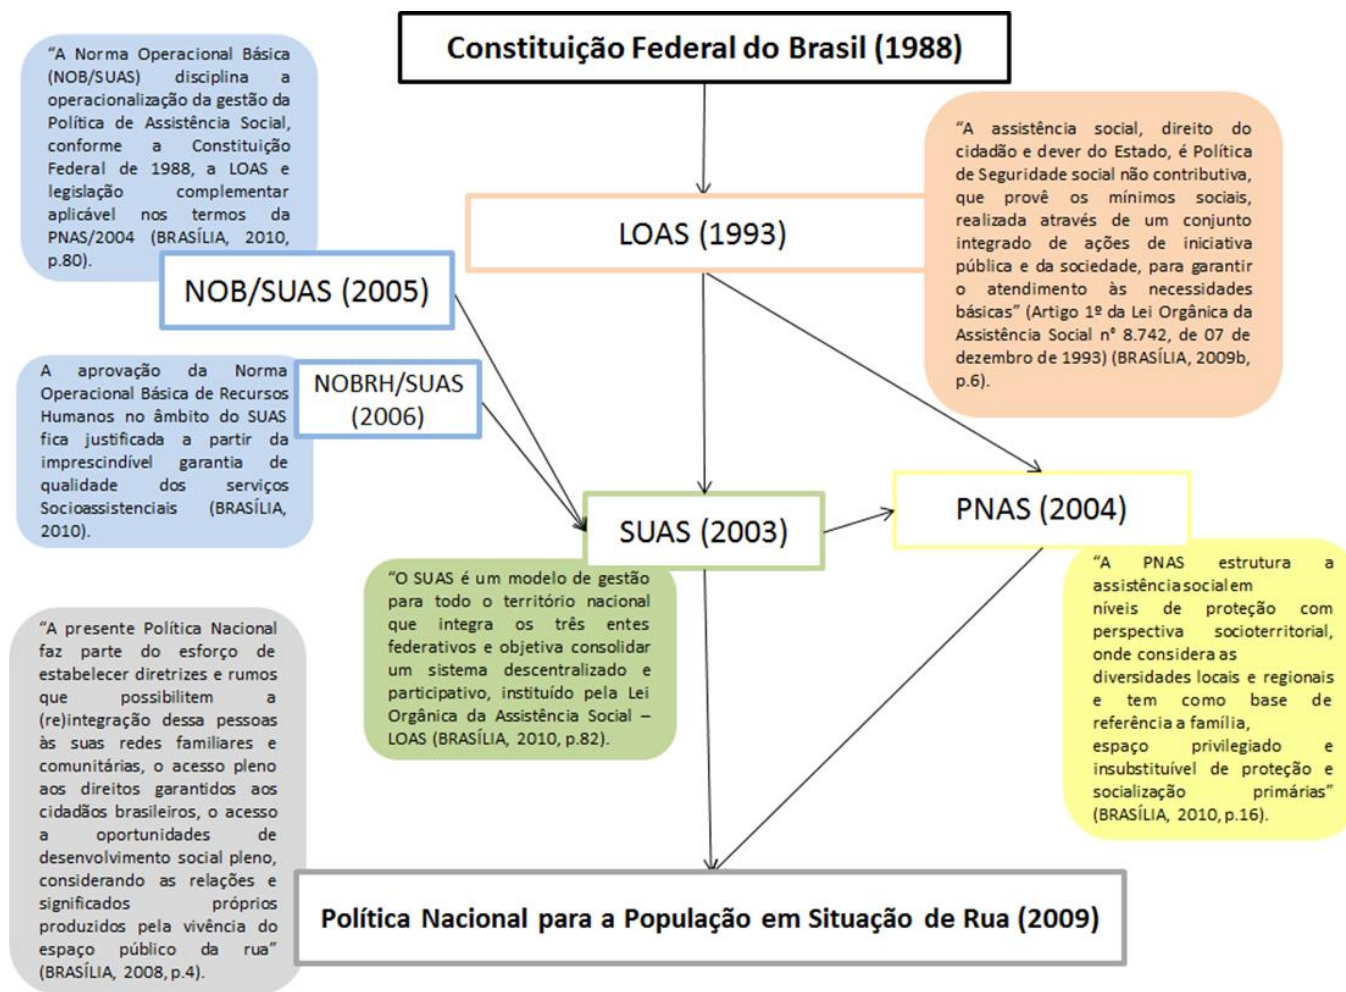 Constituição Federal do Brasil (1988)
“A Norma Operacional Básica
(NOB/SUAS) disciplina a
operacionalização da gestão da
Política de Assistência Social,
conforme a Constituição
Federal de 1988, a LOAS e
legislação complementar
aplicável nos termos da
PNAS/2004 (BRASÍLIA, 2010,
p.80).
NOB/SUAS (2005)
LOAS (1993)
“A assistência social, direito do
cidadão e dever do Estado, é Política
de Seguridade social não contributiva,
que provê os mínimos sociais,
realizada através de um conjunto
integrado de ações de iniciativa
pública e da sociedade, para garantir
o atendimento às necessidades
básicas” (Artigo 1º da Lei Orgânica da
Assistência Social n° 8.742, de 07 de
dezembro de 1993) (BRASÍLIA, 2009b,
p.6).
A aprovação da Norma
Operacional Básica de Recursos
Humanos no âmbito do SUAS
fica justificada a partir da
imprescindível garantia de
qualidade dos serviços
Socioassistenciais (BRASÍLIA,
2010).
NOBRH/SUAS
(2006)
SUAS (2003)
“O SUAS é um modelo de gestão
para todo o território nacional
que integra os três entes
federativos e objetiva consolidar
um sistema descentralizado e
participativo, instituído pela Lei
Orgânica da Assistência Social –
LOAS (BRASÍLIA, 2010, p.82).
PNAS (2004)
“A PNAS estrutura a
assistência social em
níveis de proteção com
perspectiva socioterritorial,
onde considera as
diversidades locais e regionais
e tem como base de
referência a família,
espaço privilegiado e
insubstituível de proteção e
socialização primárias”
(BRASÍLIA, 2010, p.16).
“A presente Política Nacional
faz parte do esforço de
estabelecer diretrizes e rumos
que possibilitem a
(re)integração dessa pessoas
às suas redes familiares e
comunitárias, o acesso pleno
aos direitos garantidos aos
cidadãos brasileiros, o acesso
a oportunidades de
desenvolvimento social pleno,
considerando as relações e
significados próprios
produzidos pela vivência do
espaço público da rua”
(BRASÍLIA, 2008, p.4).
Política Nacional para a População em Situação de Rua (2009)